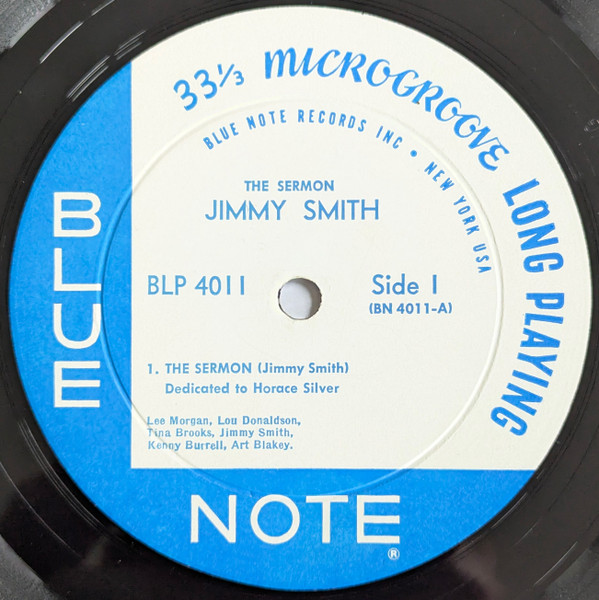 33⅓ MICROGROOVE LONG PLAYING
BLUE NOTE RECORDS INC • NEW YORK USA
THE SERMON
JIMMY SMITH
BLP 4011
Side 1
(BN 4011-A)
1. THE SERMON (Jimmy Smith)
Dedicated to Horace Silver
Lee Morgan, Lou Donaldson,
Tina Brooks, Jimmy Smith,
Kenny Burrell, Art Blakey.
BLUE
NOTE®